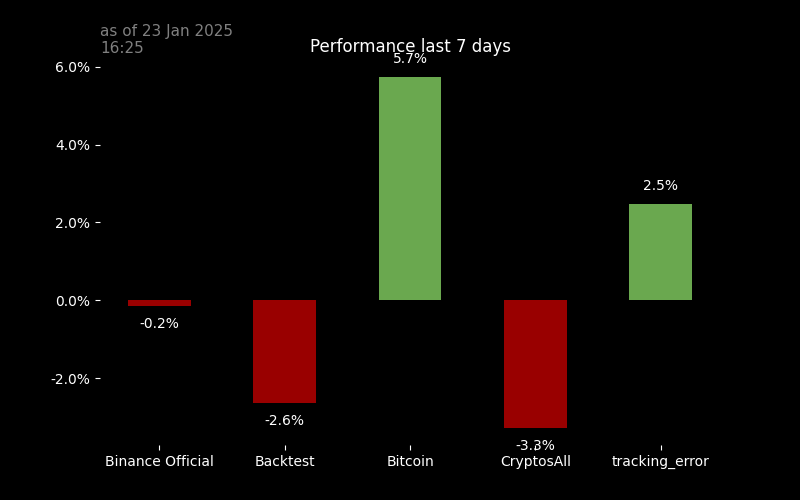 as of 23 Jan 2025
16:25
Performance last 7 days
6.0%
4.0%
2.0%
0.0%
-2.0%
-0.2%
-2.6%
5.7%
-3.3%
2.5%
Binance Official
Backtest
Bitcoin
CryptosAll
tracking_error